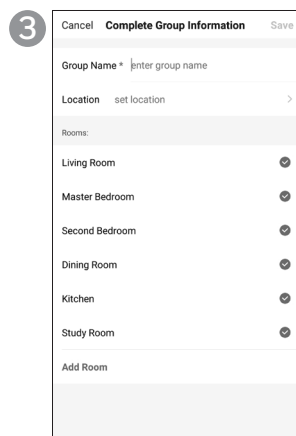 3
Cancel Complete Group Information Save
Group Name * enter group name
Location set location
Rooms:
Living Room
Master Bedroom
Second Bedroom
Dining Room
Kitchen
Study Room
Add Room